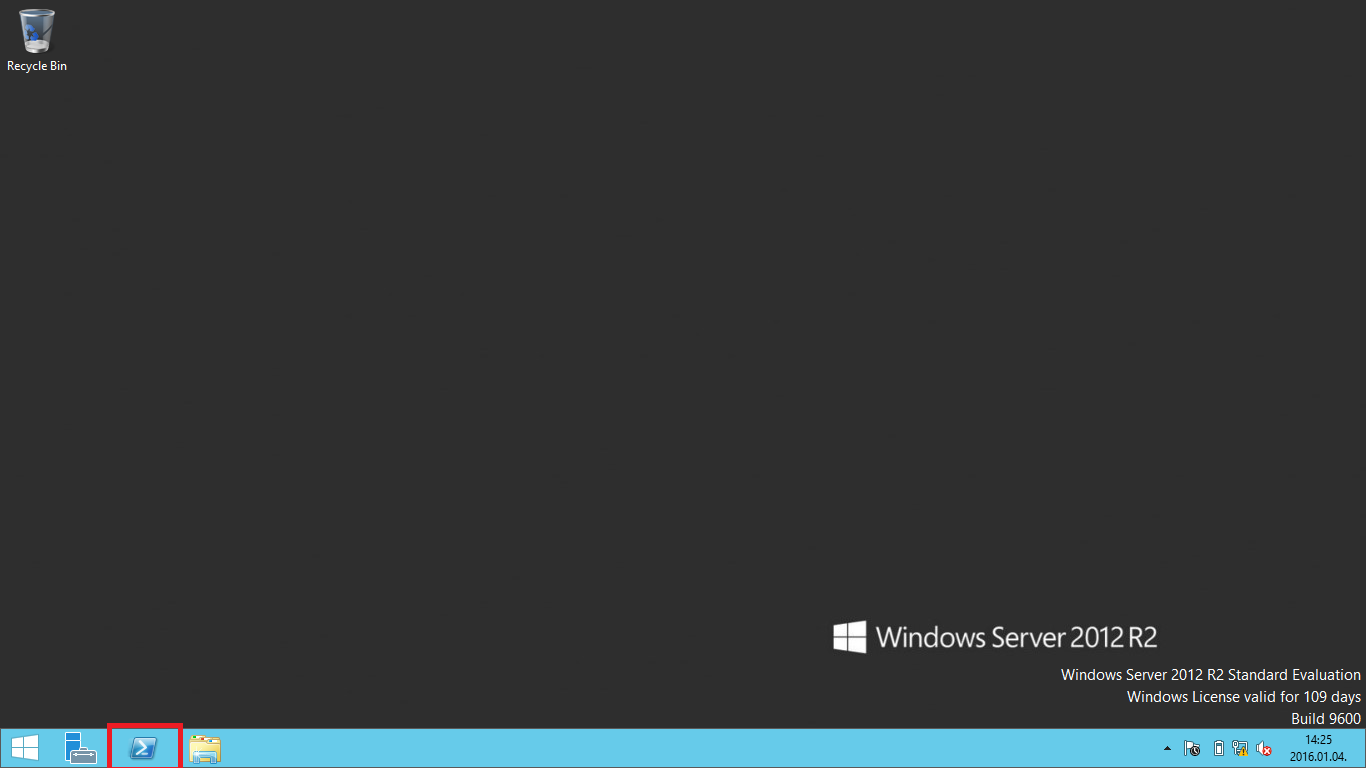 Recycle Bin
Windows Server 2012 R2
Windows Server 2012 R2 Standard Evaluation
Windows License valid for 109 days
Build 9600
14:25
2016.01.04.